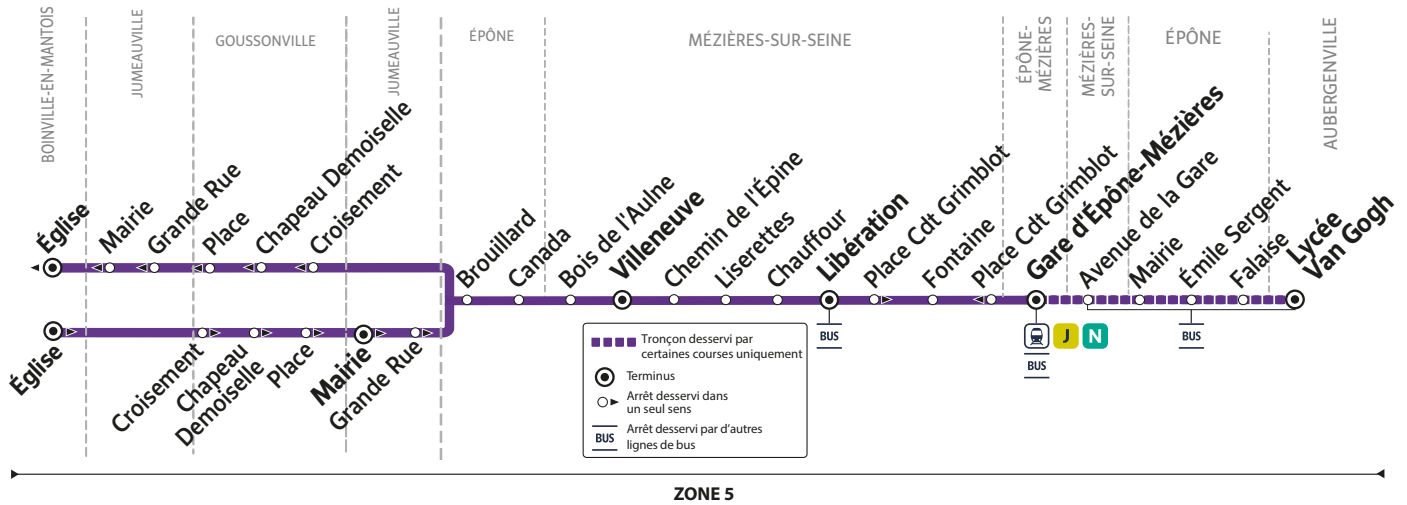 BOINVILLE-EN-MANTOIS
JUMEAUVILLE
GOUSSONVILLE
JUMEAUVILLE
ÉPÔNE
MÉZIÈRES-SUR-SEINE
ÉPÔNE-
MÉZIÈRES
MÉZIÈRES-
SUR-SEINE
ÉPÔNE
AUBERGENVILLE
Église
Mairie
Grande Rue
Place
Chapeau Demoiselle
Croisement
Brouillard
Canada
Bois de l'Aulne
Villeneuve
Chemin de l'Épine
Liserettes
Chauffour
Libération
Place Cdt Grimblot
Fontaine
Place Cdt Grimblot
Gare d'Épône-Mézières
Avenue de la Gare
Mairie
Émile Sergent
Falaise
Lycée
Van Gogh
Église
Croisement
Chapeau
Demoiselle
Place
Mairie
Grande Rue
BUS
J
N
BUS
BUS
Tronçon desservi par
certaines courses uniquement
Terminus
Arrêt desservi dans
un seul sens
BUS
Arrêt desservi par d'autres
lignes de bus
ZONE 5